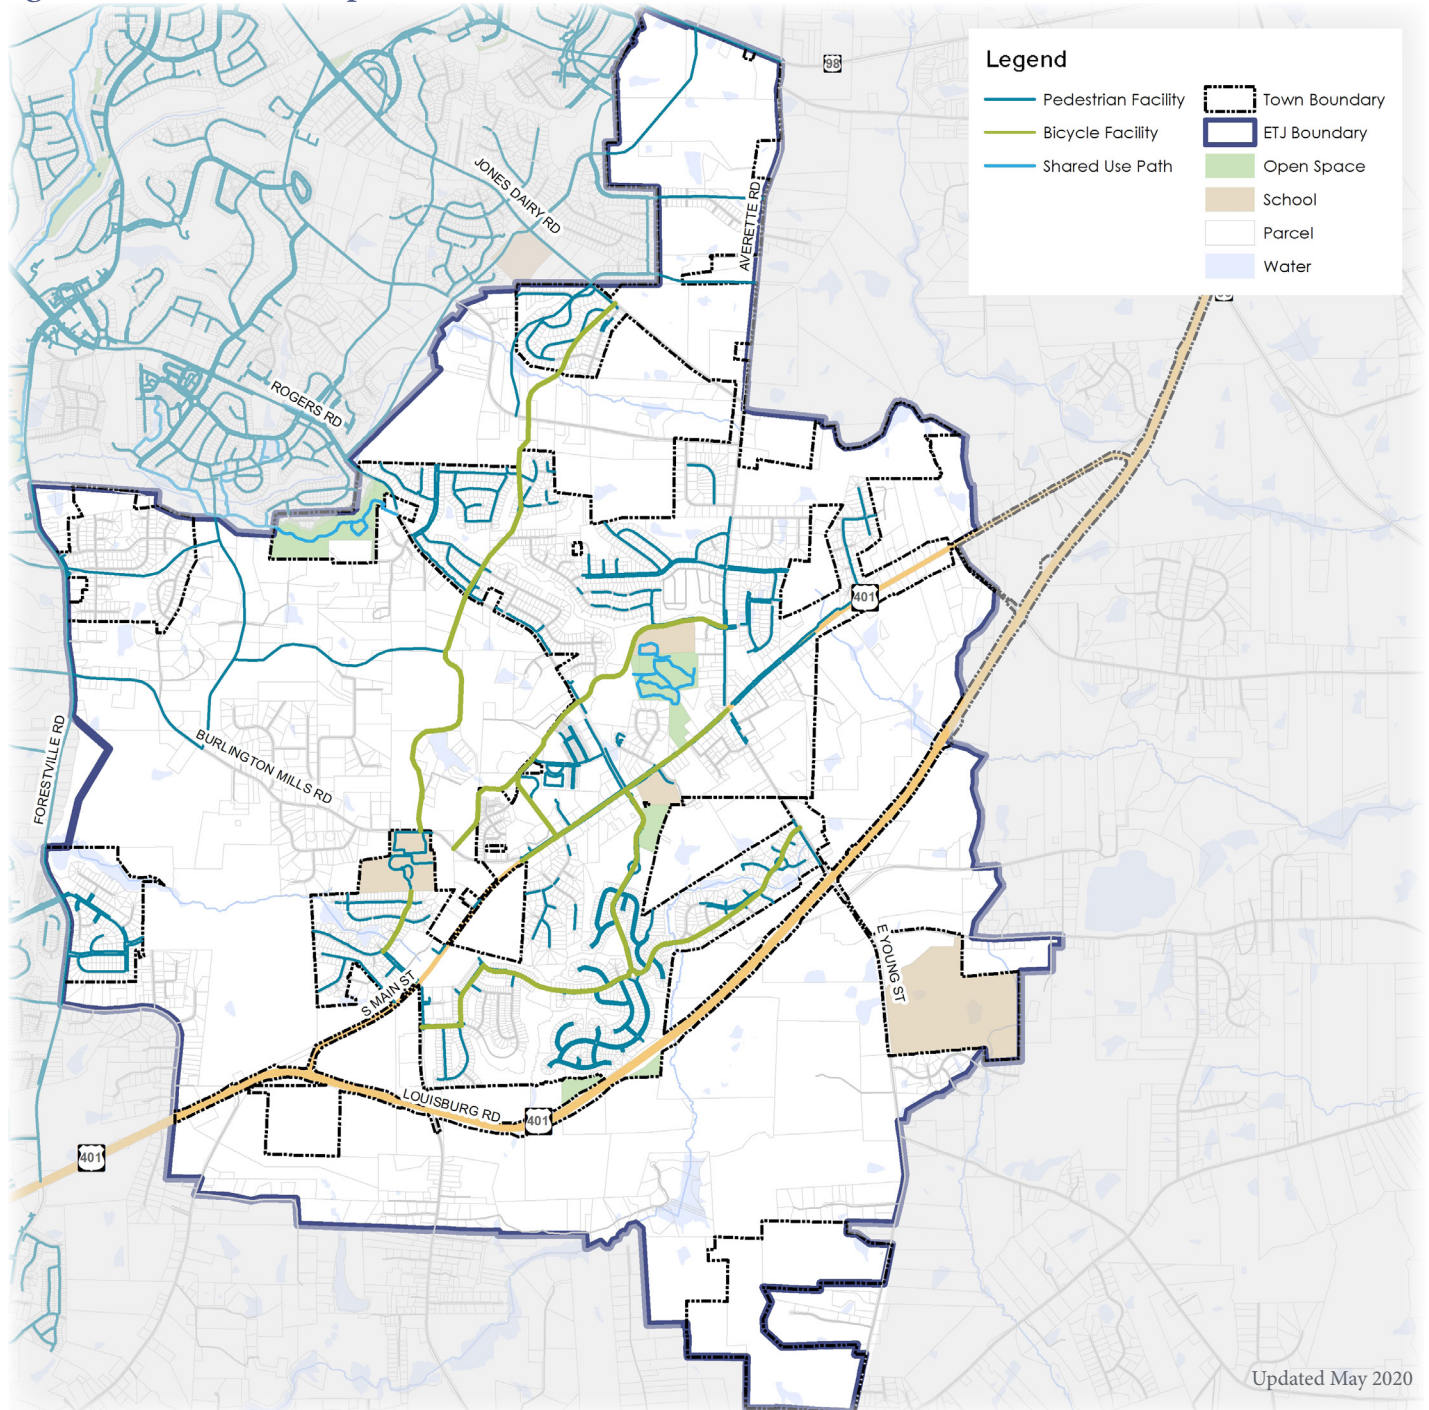 98
Legend
Pedestrian Facility
Bicycle Facility
Shared Use Path
Town Boundary
ETJ Boundary
Open Space
School
Parcel
Water
JONES DAIRY RD
AVERETTE RD
ROGERS RD
401
FORESTVILLE RD
BURLINGTON MILLS RD
E YOUNG ST
S MAIN ST
LOUISBURG RD
401
401
Updated May 2020